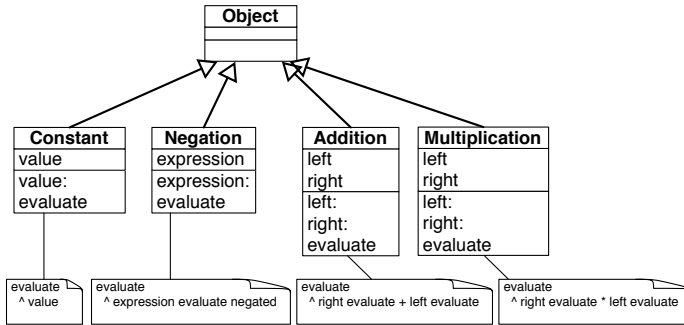 Object
Constant
value
value:
evaluate
Negation
expression
expression:
evaluate
Addition
left
right
left:
right:
evaluate
Multiplication
left
right
left:
right:
evaluate
evaluate
^ value
evaluate
^ expression evaluate negated
evaluate
^ right evaluate + left evaluate
evaluate
^ right evaluate * left evaluate